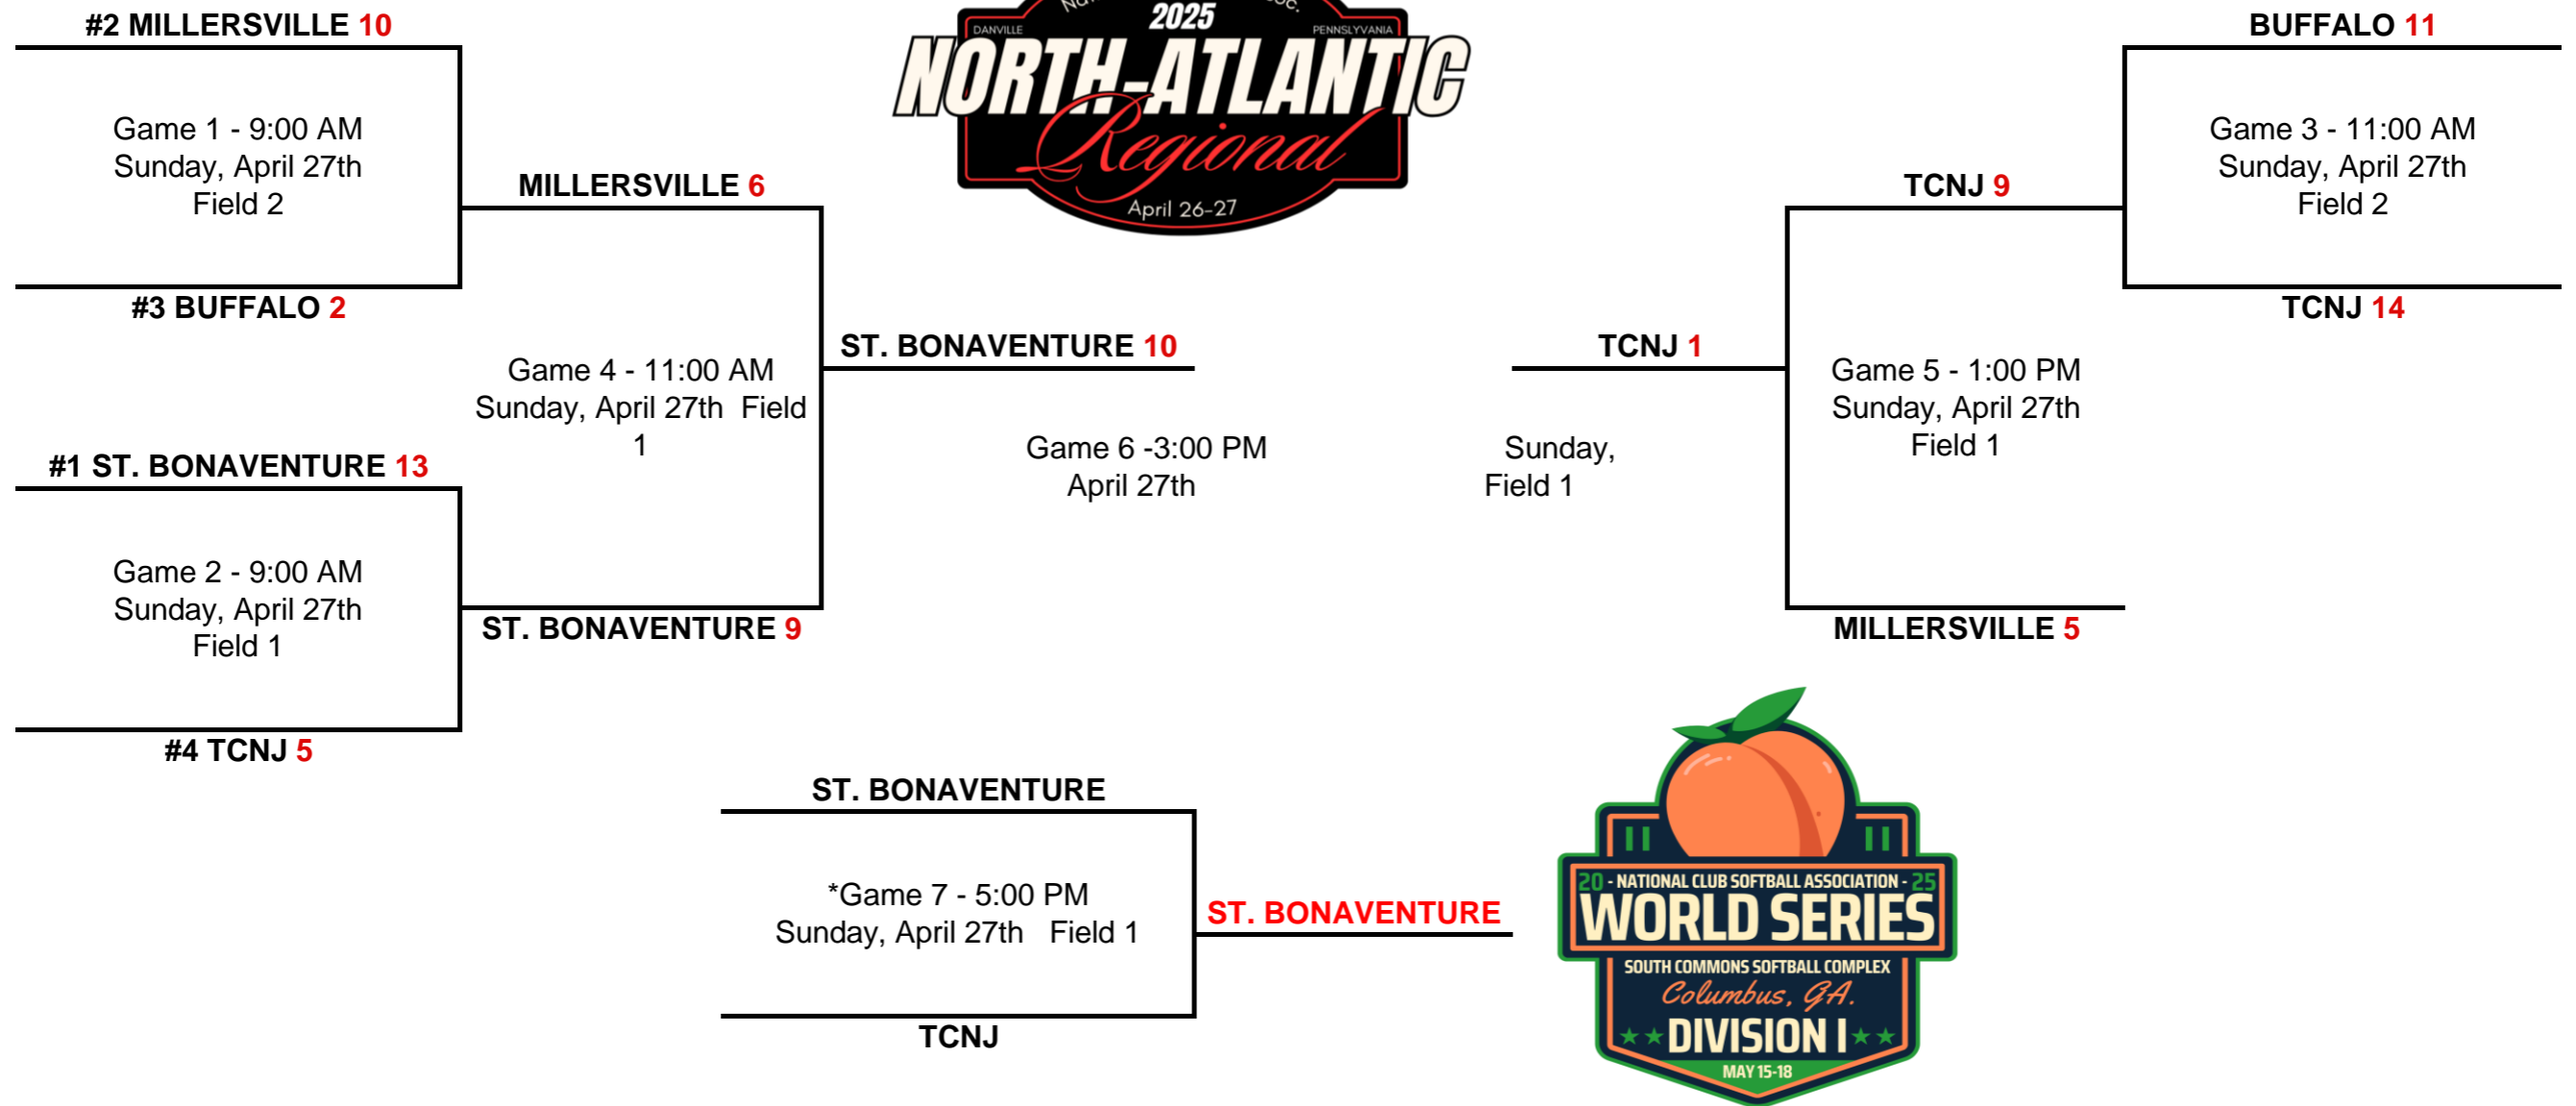 #2 MILLERSVILLE 10
Game 1 - 9:00 AM
Sunday, April 27th
Field 2
#3 BUFFALO 2
MILLERSVILLE 6
Game 4 - 11:00 AM
Sunday, April 27th Field
1
#1 ST. BONAVENTURE 13
Game 2 - 9:00 AM
Sunday, April 27th
Field 1
#4 TCNJ 5
ST. BONAVENTURE 9
ST. BONAVENTURE 10
2025
DANVILLE PENNSLYVANIA
NORTH-ATLANTIC
Regional
April 26-27
Game 6 -3:00 PM Sunday,
April 27th Field 1
TCNJ 1
TCNJ 9
Game 5 - 1:00 PM
Sunday, April 27th
Field 1
MILLERSVILLE 5
BUFFALO 11
Game 3 - 11:00 AM
Sunday, April 27th
Field 2
TCNJ 14
ST. BONAVENTURE
*Game 7 - 5:00 PM
Sunday, April 27th Field 1
TCNJ
ST. BONAVENTURE
20 - NATIONAL CLUB SOFTBALL ASSOCIATION - 25
WORLD SERIES
SOUTH COMMONS SOFTBALL COMPLEX
Columbus, GA.
DIVISION I
MAY 15-18